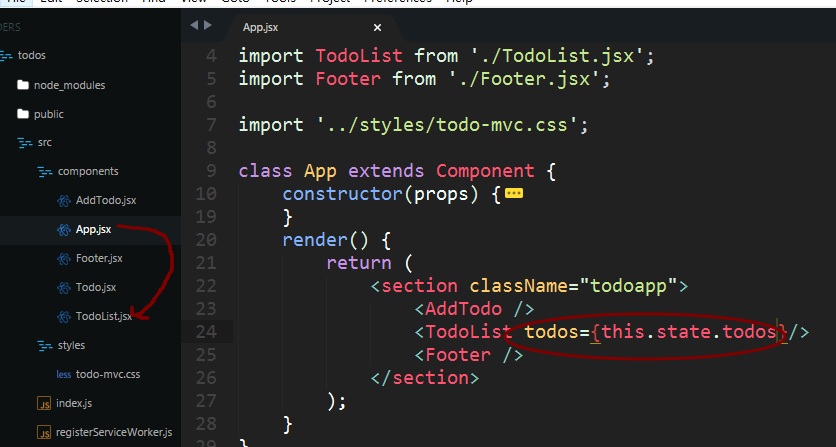 File Edit Selection Find View Goto Tools Project Preferences Help
DERS
todos
node_modules
public
src
components
AddTodo.jsx
App.jsx
Footer.jsx
Todo.jsx
TodoList.jsx
styles
less todo-mvc.css
JS index.js
JS registerServiceWorker.js
App.jsx ×
4 import TodoList from './TodoList.jsx';
5 import Footer from './Footer.jsx';
6
7 import '../styles/todo-mvc.css';
8
9 class App extends Component {
10 constructor(props) {
19 }
20 render() {
21 return (
22 <section className="todoapp">
23 <AddTodo />
24 <TodoList todos={this.state.todos}/>
25 <Footer />
26 </section>
27 );
28 }
29 }